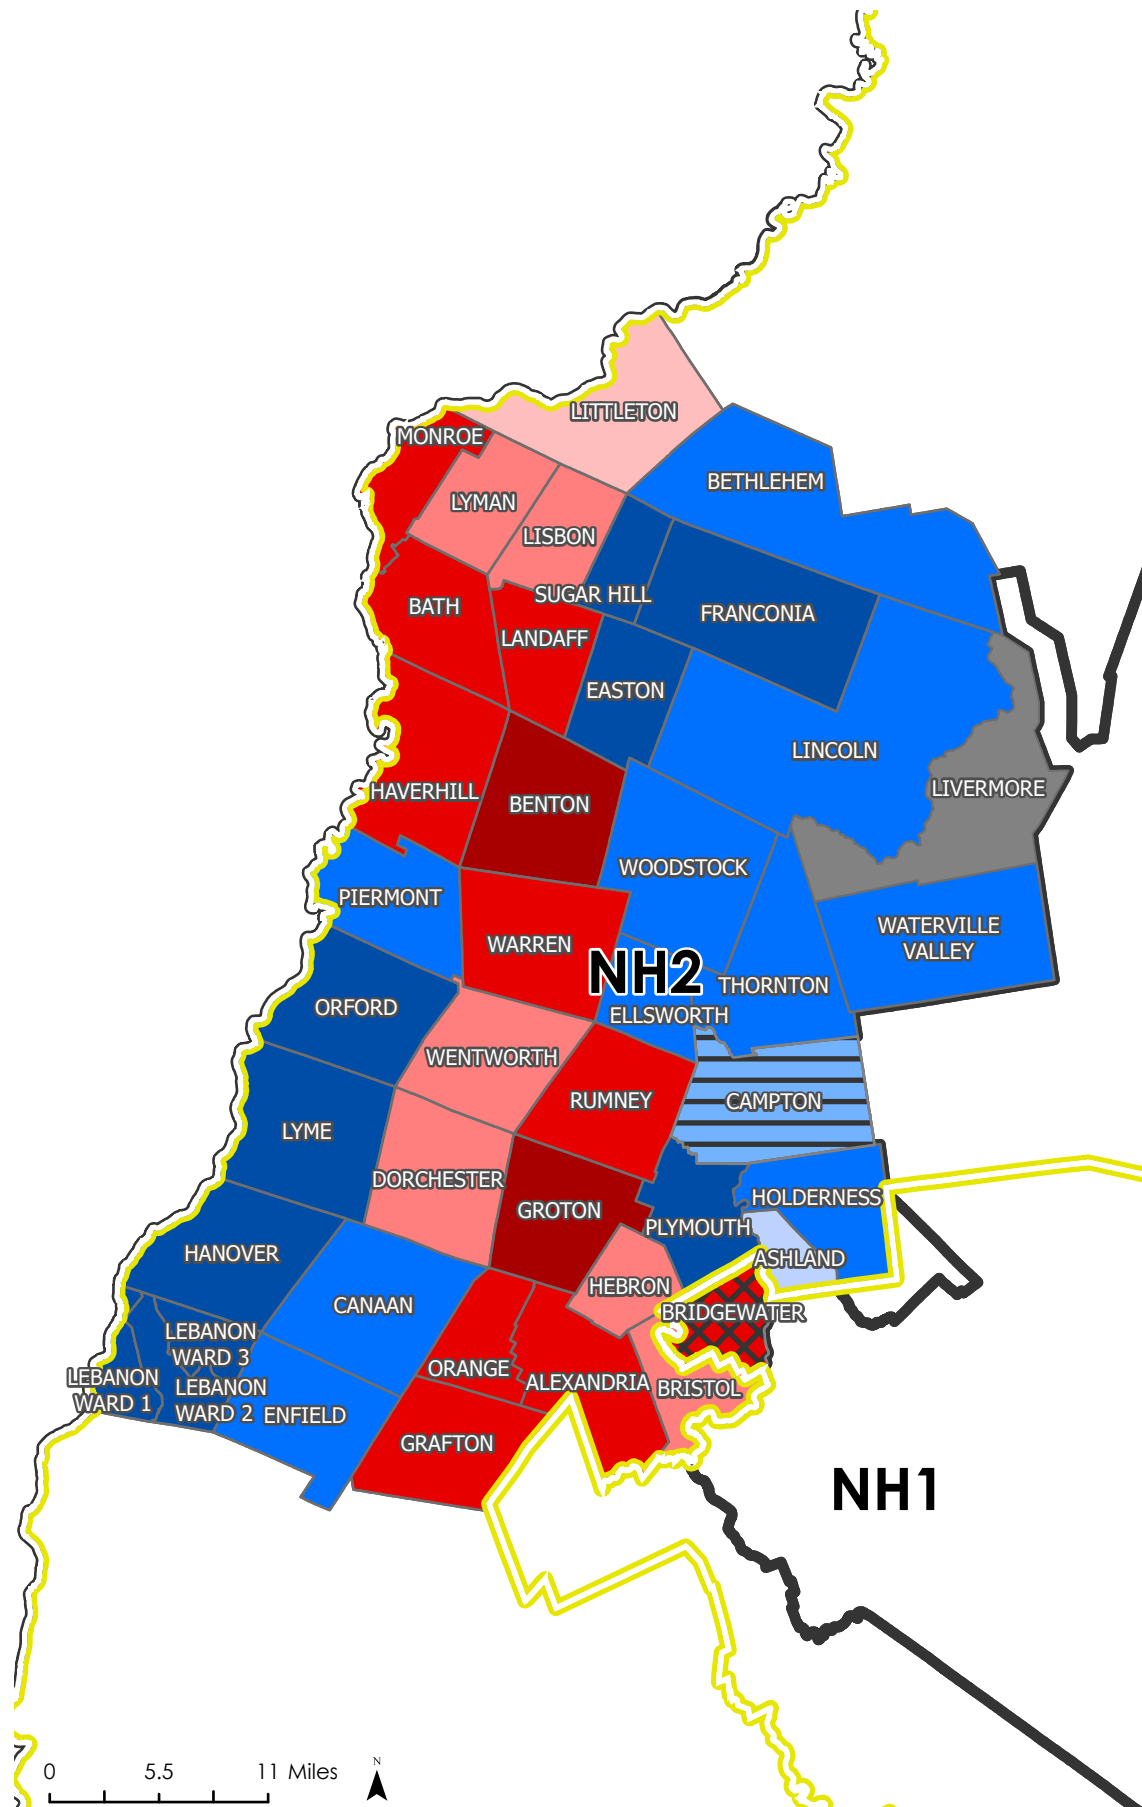 LITTLETON
MONROE
BETHLEHEM
LYMAN
LISBON
SUGAR HILL
BATH
FRANCONIA
LANDAFF
EASTON
LINCOLN
LIVERMORE
HAVERHILL
BENTON
WOODSTOCK
PIERMONT
WATERVILLE
VALLEY
WARREN
NH2
THORNTON
ORFORD
ELLSWORTH
WENTWORTH
RUMNEY
CAMPTON
LYME
DORCHESTER
HOLDERNESS
GROTON
PLYMOUTH
HANOVER
ASHLAND
HEBRON
CANAAN
BRIDGEWATER
LEBANON
WARD 3
ORANGE
LEBANON
WARD 1
ALEXANDRIA
BRISTOL
LEBANON
WARD 2
ENFIELD
GRAFTON
NH1
N
0 5.5 11 Miles